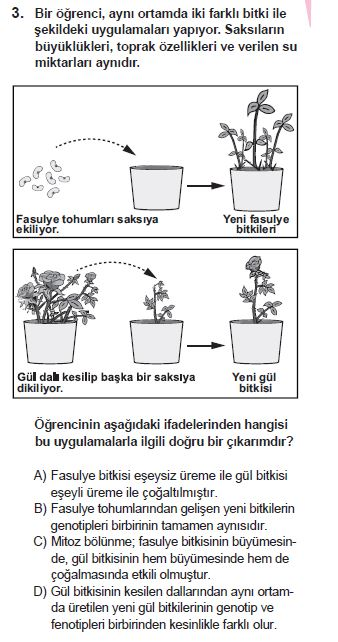 3. Bir öğrenci, aynı ortamda iki farklı bitki ile
şekildeki uygulamaları yapıyor. Saksıların
büyüklükleri, toprak özellikleri ve verilen su
miktarları aynıdır.
Fasulye tohumları saksıya
ekiliyor.
Yeni fasulye
bitkileri
Gül dalı kesilip başka bir saksıya
dikiliyor.
Yeni gül
bitkisi
Öğrencinin aşağıdaki ifadelerinden hangisi
bu uygulamalarla ilgili doğru bir çıkarımdır?
A) Fasulye bitkisi eşeysiz üreme ile gül bitkisi
eşeyli üreme ile çoğaltılmıştır.
B) Fasulye tohumlarından gelişen yeni bitkilerin
genotipleri birbirinin tamamen aynısıdır.
C) Mitoz bölünme; fasulye bitkisinin büyümesin-
de, gül bitkisinin hem büyümesinde hem de
çoğalmasında etkili olmuştur.
D) Gül bitkisinin kesilen dallarından aynı ortam-
da üretilen yeni gül bitkilerinin genotip ve
fenotipleri birbirinden kesinlikle farklı olur.